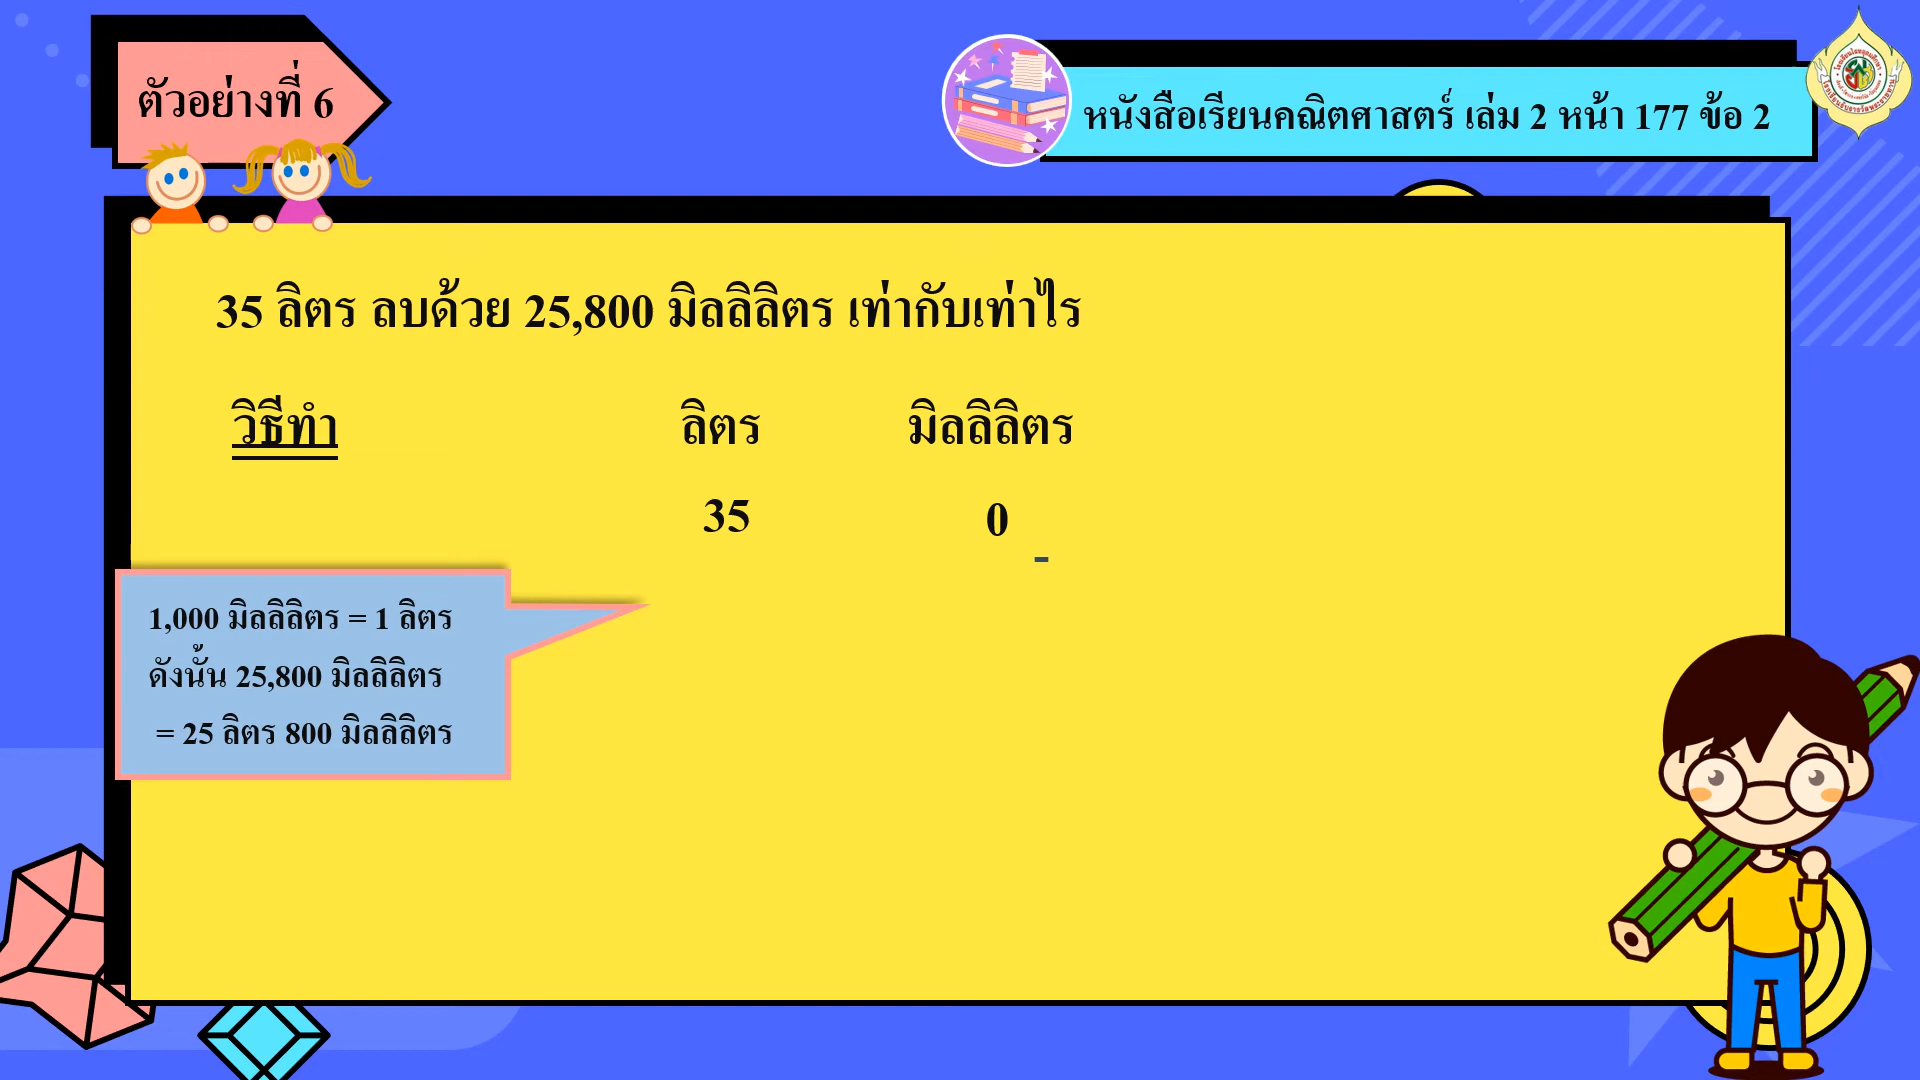 ตัวอย่างที่ 6
หนังสือเรียนคณิตศาสตร์ เล่ม 2 หน้า 177 ข้อ 2
35 ลิตร ลบด้วย 25,800 มิลลิลิตร เท่ากับเท่าไร
วิธีทำ ลิตร มิลลิลิตร
35 0
-
1,000 มิลลิลิตร = 1 ลิตร
ดังนั้น 25,800 มิลลิลิตร
= 25 ลิตร 800 มิลลิลิตร